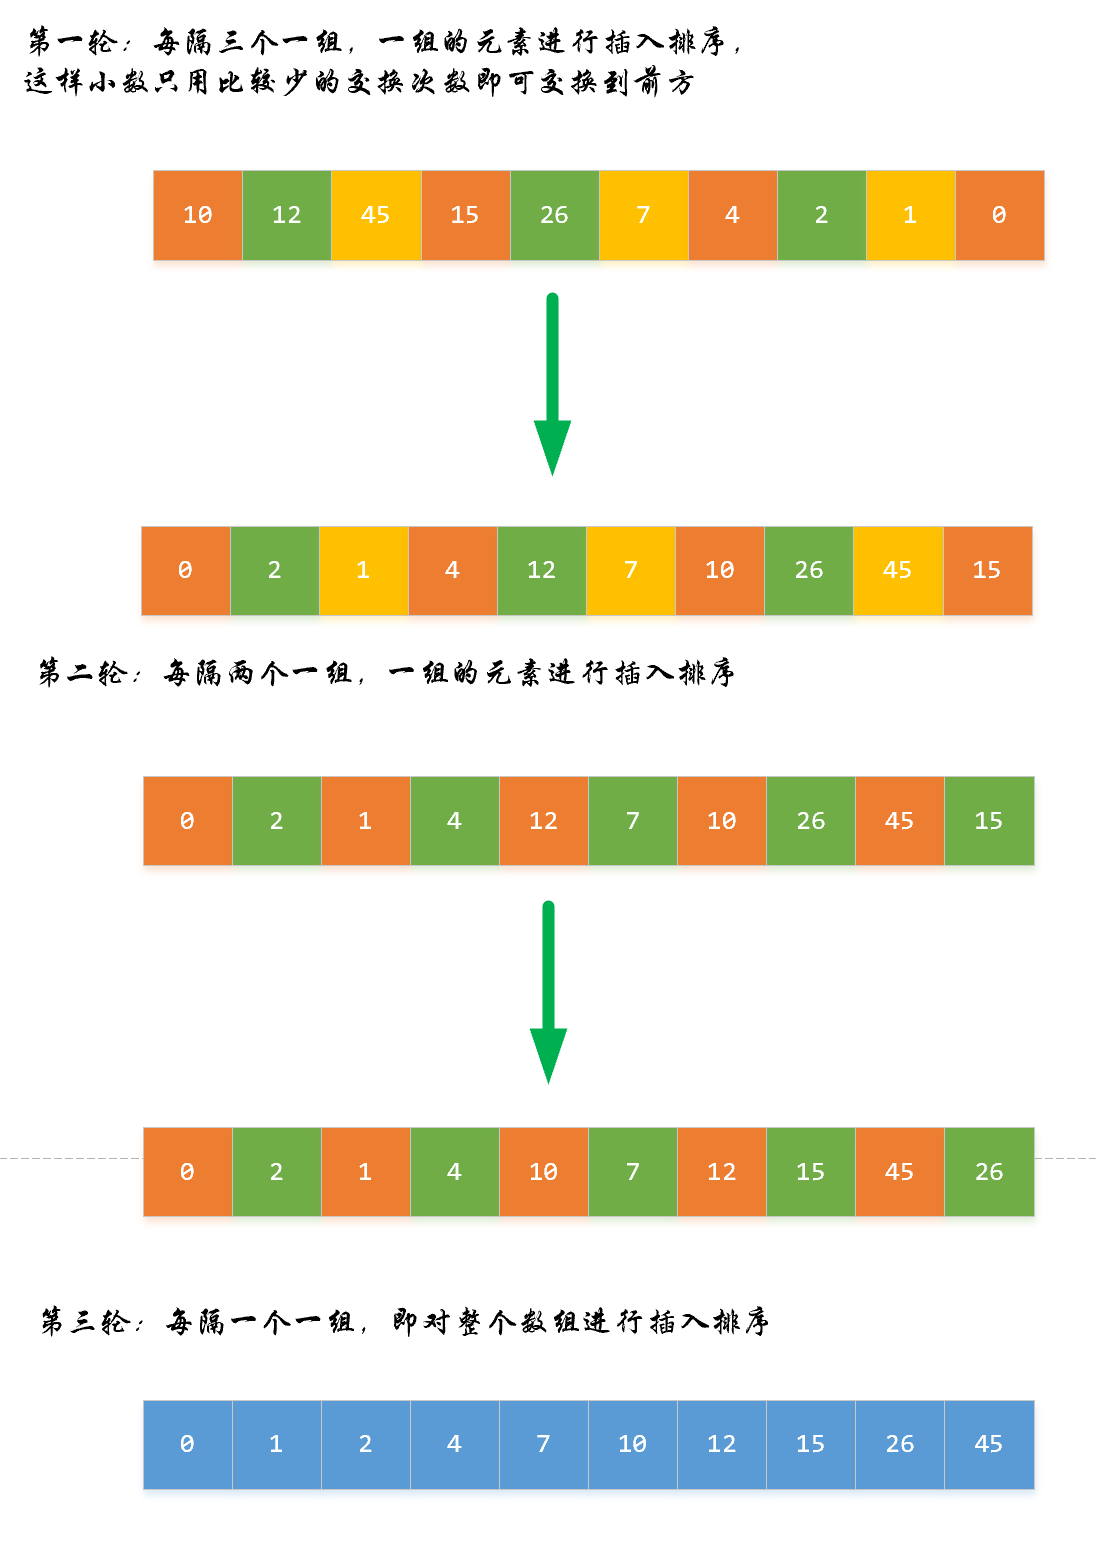 第一轮：每隔三个一组，一组的元素进行插入排序，
这样小数只用比较少的交换次数即可交换到前方
10 12 45 15 26 7 4 2 1 0
0 2 1 4 12 7 10 26 45 15
第二轮：每隔两个一组，一组的元素进行插入排序
0 2 1 4 12 7 10 26 45 15
0 2 1 4 10 7 12 15 45 26
第三轮：每隔一个一组，即对整个数组进行插入排序
0 1 2 4 7 10 12 15 26 45